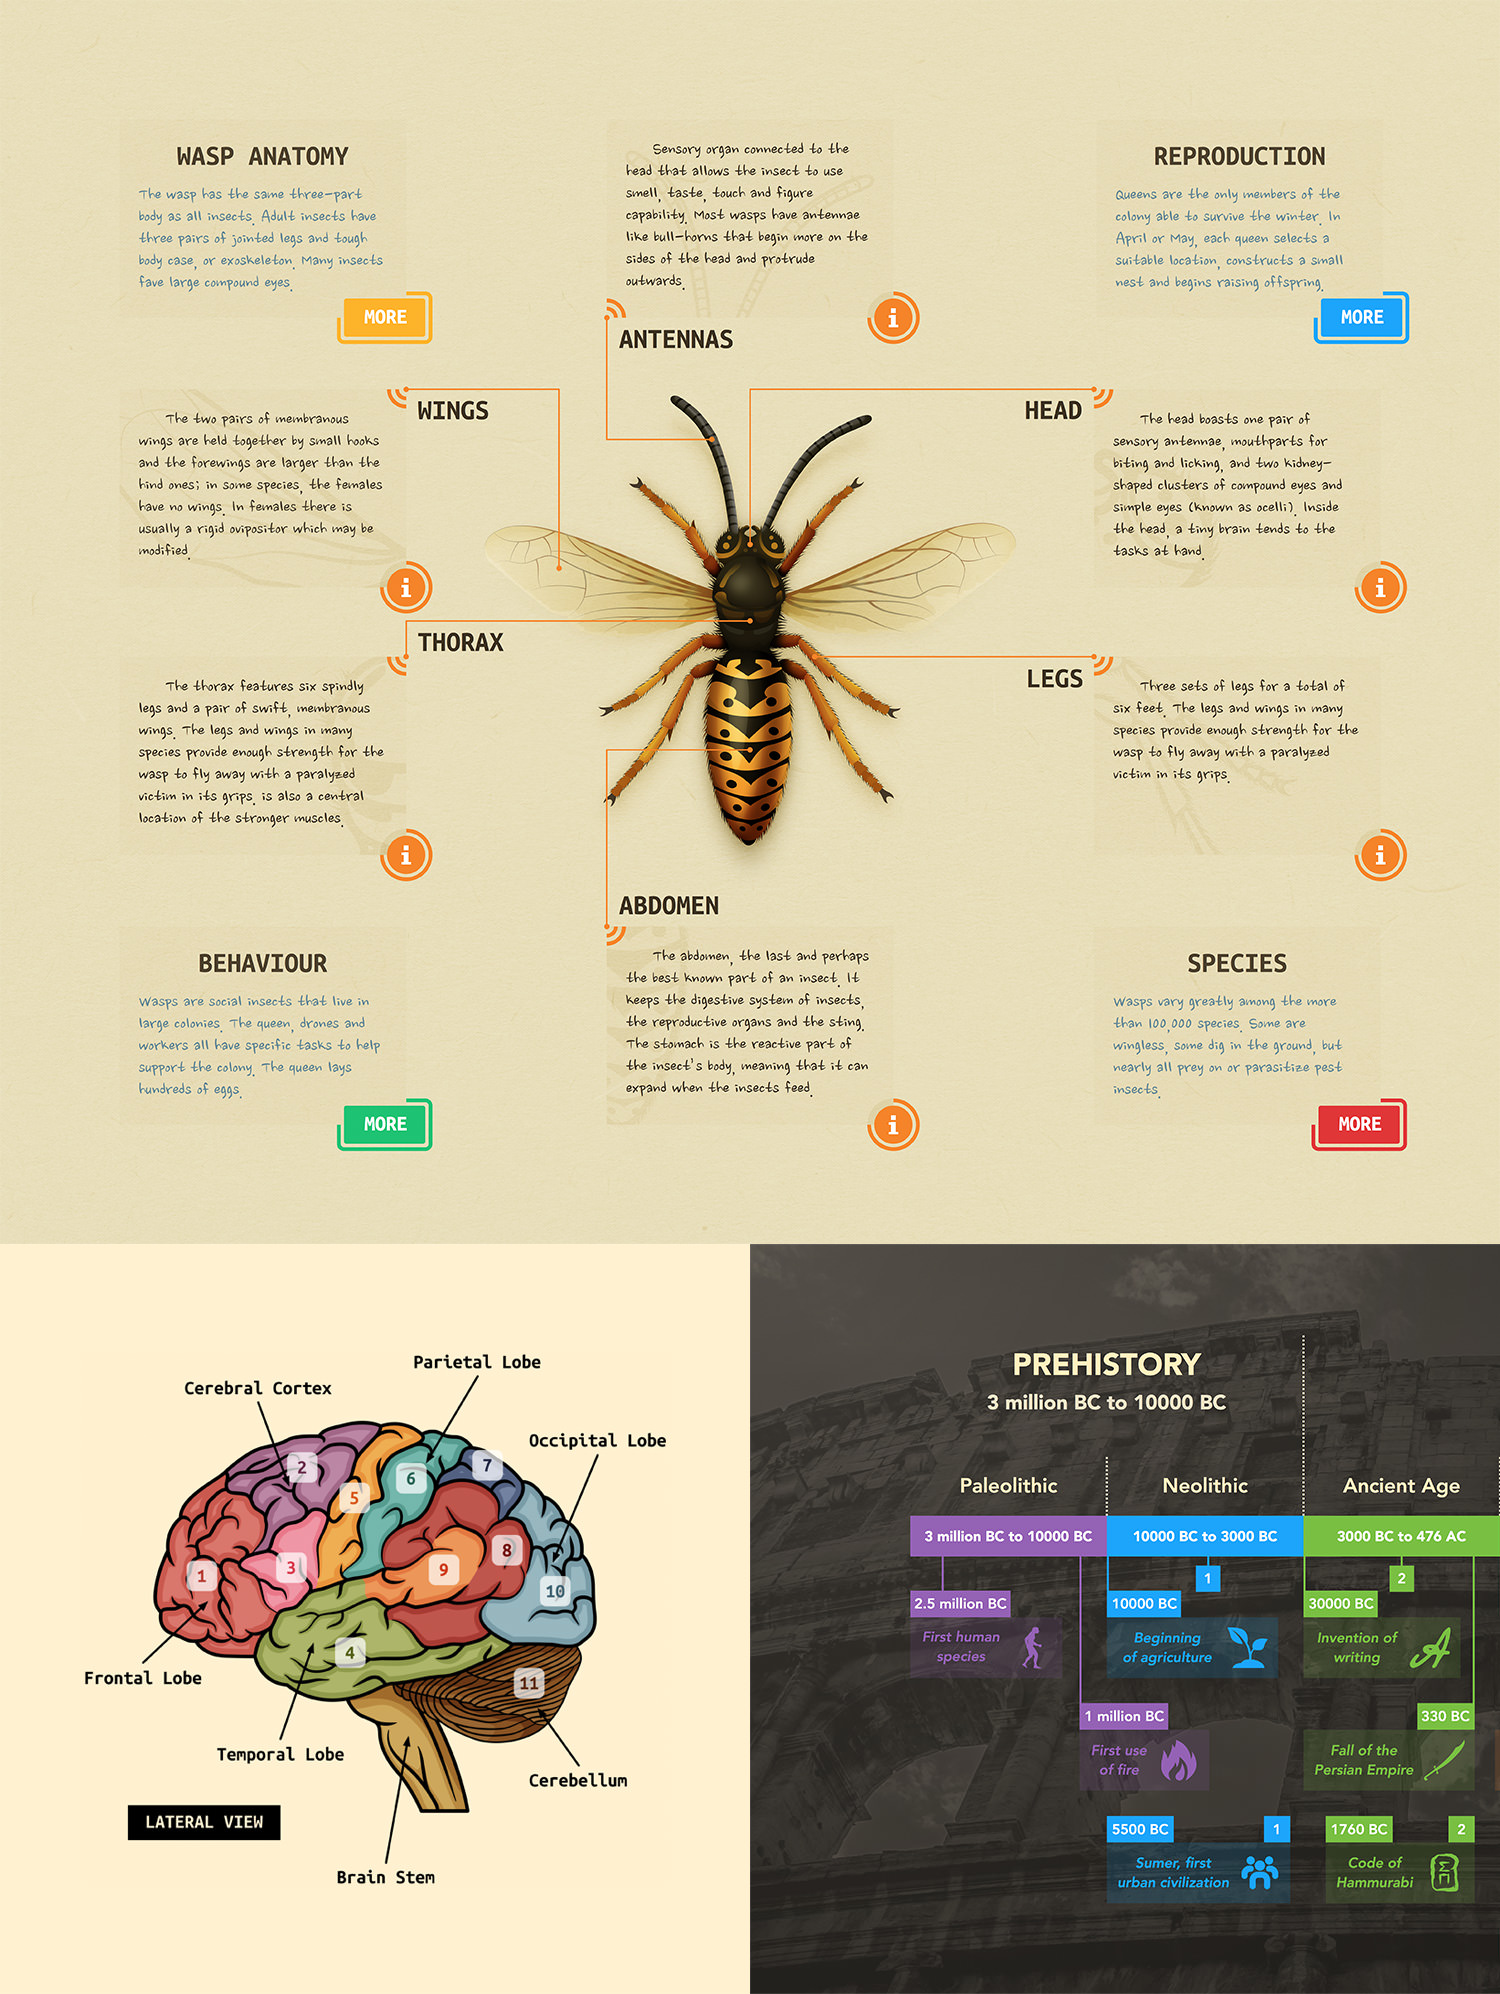 WASP ANATOMY
The wasp has the same three-part
body as all insects. Adult insects have
three pairs of jointed legs and tough
body case, or exoskeleton. Many insects
fave large compound eyes.
MORE
Sensory organ connected to the
head that allows the insect to use
smell, taste, touch and figure
capability. Most wasps have antennae
like bull-horns that begin more on the
sides of the head and protrude
outwards.
i
ANTENNAS
REPRODUCTION
Queens are the only members of the
colony able to survive the winter. In
April or May, each queen selects a
suitable location, constructs a small
nest and begins raising offspring.
MORE
WINGS
The two pairs of membranous
wings are held together by small hooks
and the forewings are larger than the
hind ones; in some species, the females
have no wings. In females there is
usually a rigid ovipositor which may be
modified.
i
HEAD
The head boasts one pair of
sensory antennae, mouthparts for
biting and licking, and two kidney-
shaped clusters of compound eyes and
simple eyes (known as ocelli). Inside
the head, a tiny brain tends to the
tasks at hand.
i
THORAX
The thorax features six spindly
legs and a pair of swift, membranous
wings. The legs and wings in many
species provide enough strength for the
wasp to fly away with a paralyzed
victim in its grips. is also a central
location of the stronger muscles.
i
LEGS
Three sets of legs for a total of
six feet. The legs and wings in many
species provide enough strength for the
wasp to fly away with a paralyzed
victim in its grips.
i
BEHAVIOUR
Wasps are social insects that live in
large colonies. The queen, drones and
workers all have specific tasks to help
support the colony. The queen lays
hundreds of eggs.
MORE
ABDOMEN
The abdomen, the last and perhaps
the best known part of an insect. It
keeps the digestive system of insects,
the reproductive organs and the sting.
The stomach is the reactive part of
the insect's body, meaning that it can
expand when the insects feed.
i
SPECIES
Wasps vary greatly among the more
than 100,000 species. Some are
wingless, some dig in the ground, but
nearly all prey on or parasitize pest
insects.
MORE
Parietal Lobe
Cerebral Cortex
Occipital Lobe
2
7
6
5
8
3
9
1
10
4
Frontal Lobe
11
Temporal Lobe
Cerebellum
LATERAL VIEW
Brain Stem
PREHISTORY
3 million BC to 10000 BC
Paleolithic
Neolithic
Ancient Age
3 million BC to 10000 BC
10000 BC to 3000 BC
3000 BC to 476 AC
1
2
2.5 million BC
First human
species
10000 BC
Beginning
of agriculture
30000 BC
Invention of
writing
A
1 million BC
First use
of fire
330 BC
Fall of the
Persian Empire
5500 BC
1
Sumer, first
urban civilization
1760 BC
2
Code of
Hammurabi